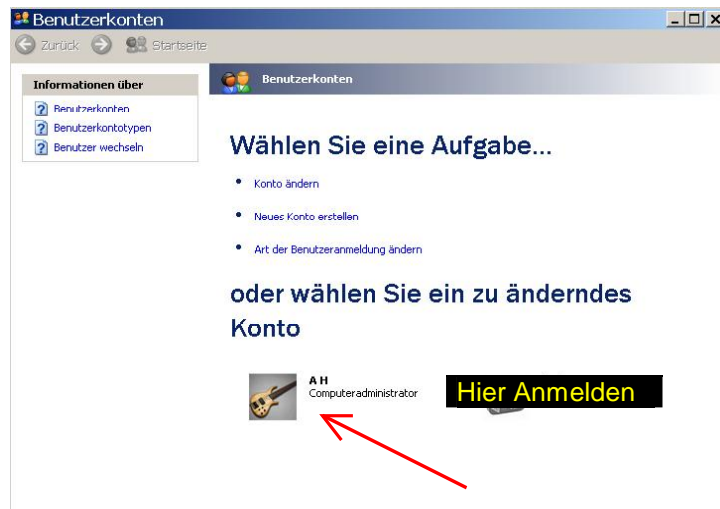 Benutzerkonten
Zurück Startseite
Informationen über
Benutzerkonten
Benutzerkontotypen
Benutzer wechseln
Benutzerkonten
Wählen Sie eine Aufgabe...
Konto ändern
Neues Konto erstellen
Art der Benutzeranmeldung ändern
oder wählen Sie ein zu änderndes
Konto
A H
Computeradministrator
Hier Anmelden